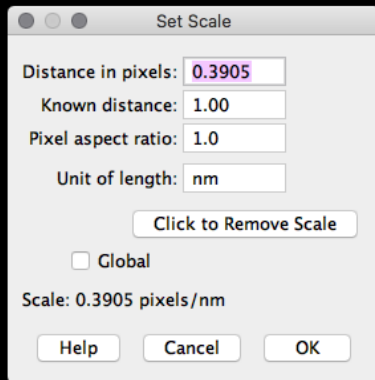 Set Scale
Distance in pixels: 0.3905
Known distance: 1.00
Pixel aspect ratio: 1.0
Unit of length: nm
Click to Remove Scale
Global
Scale: 0.3905 pixels/nm
Help Cancel OK